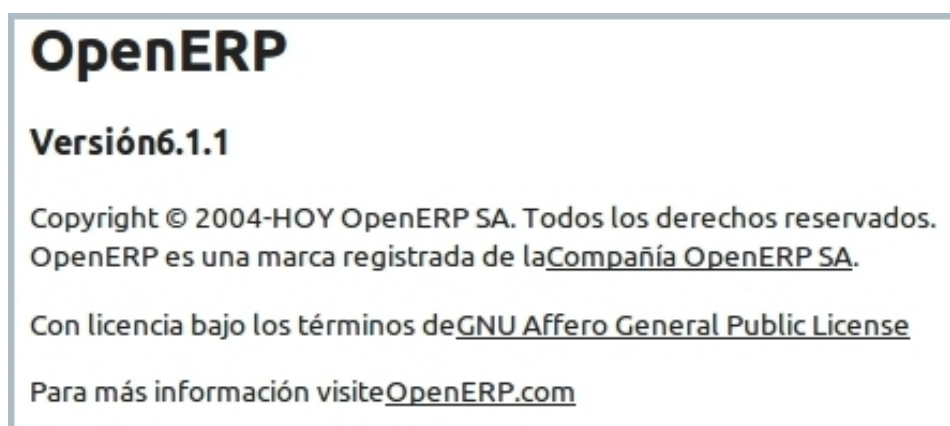 OpenERP
Versión6.1.1
Copyright © 2004-HOY OpenERP SA. Todos los derechos reservados.
OpenERP es una marca registrada de laCompañía OpenERP SA.
Con licencia bajo los términos deGNU Affero General Public License
Para más información visiteOpenERP.com